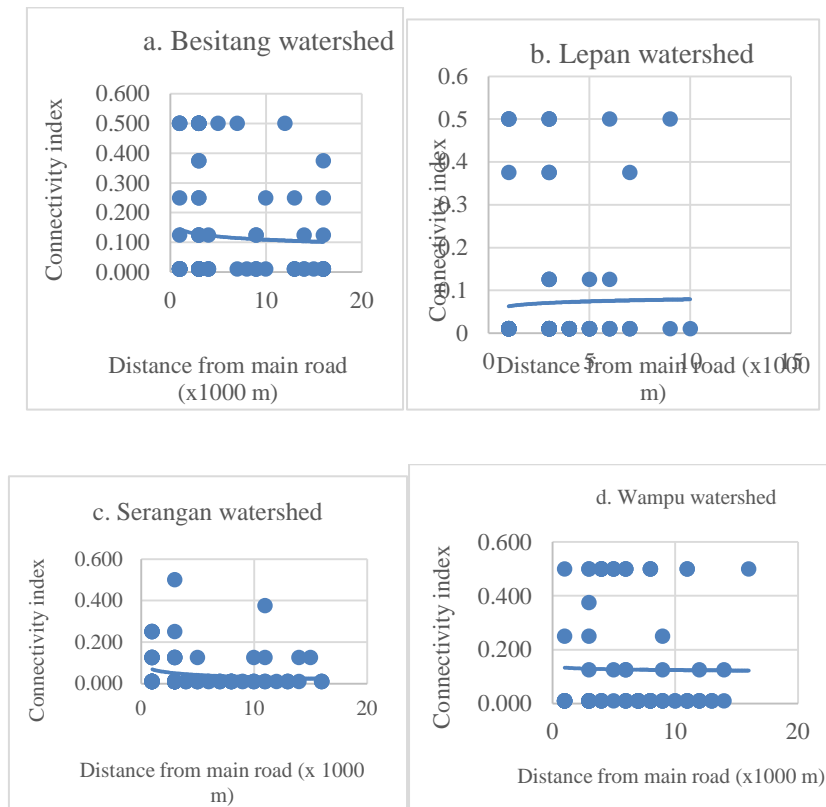 a. Besitang watershed
Connectivity index
0.600
0.500
0.400
0.300
0.200
0.100
0.000
0 10 20
Distance from main road
(x1000 m)
b. Lepan watershed
Connectivity index
0.6
0.5
0.4
0.3
0.2
0.1
0
0 5 10 15
Distance from main road (x1000
m)
c. Serangan watershed
Connectivity index
0.600
0.400
0.200
0.000
0 10 20
Distance from main road (x 1000
m)
d. Wampu watershed
Connectivity index
0.600
0.400
0.200
0.000
0 10 20
Distance from main road (x1000 m)